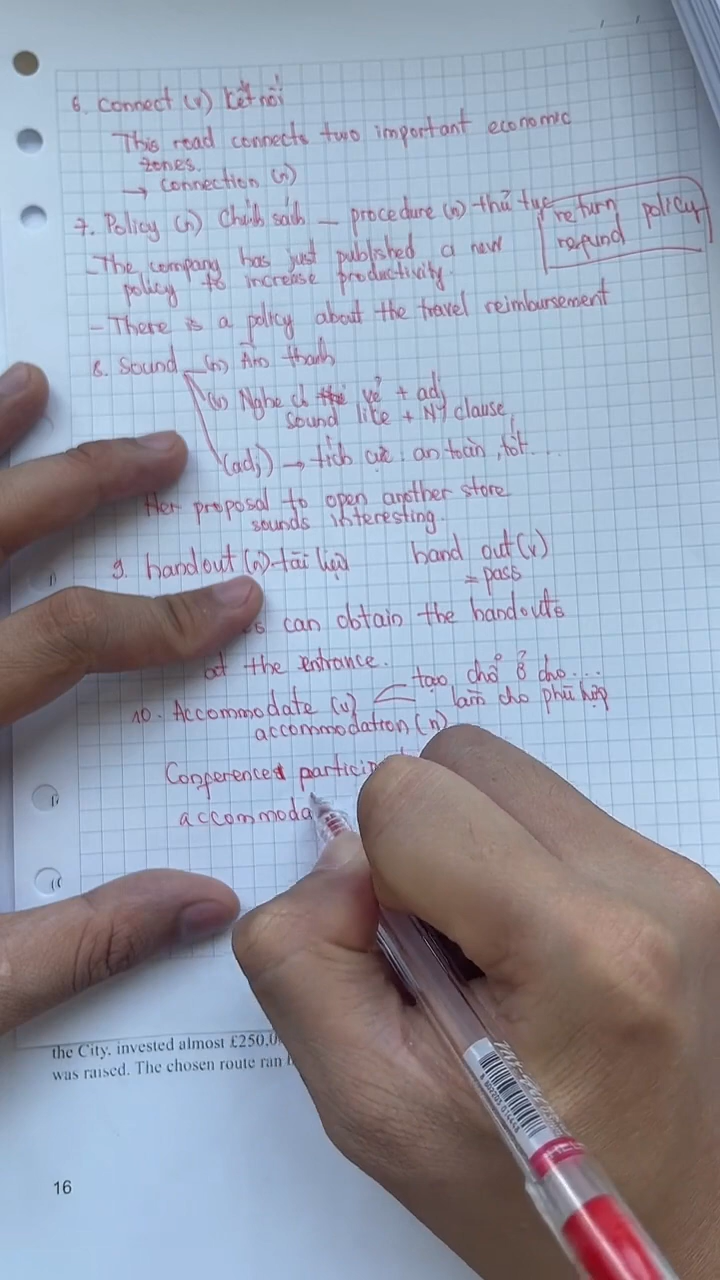 6. Connect (v) kết nối
This road connects two important economic
zones.
→ Connection (n)
7. Policy (n) Chính sách — procedure (n) thủ tục
return policy
refund
- The company has just published a new
policy to increase productivity.
- There is a policy about the travel reimbursement
8. Sound (n) Âm thanh
(v) Nghe có vẻ + adj
sound like + N/clause
(adj) → tích cực, an toàn, tốt...
Her proposal to open another store
sounds interesting.
9. handout (n) tài liệu hand out (v)
= pass
can obtain the handouts
at the entrance.
10. Accommodate (v) tạo chỗ ở cho...
làm cho phù hợp
accommodation (n)
Conference partici
accommoda
the City, invested almost £250,0
was raised. The chosen route ran
16